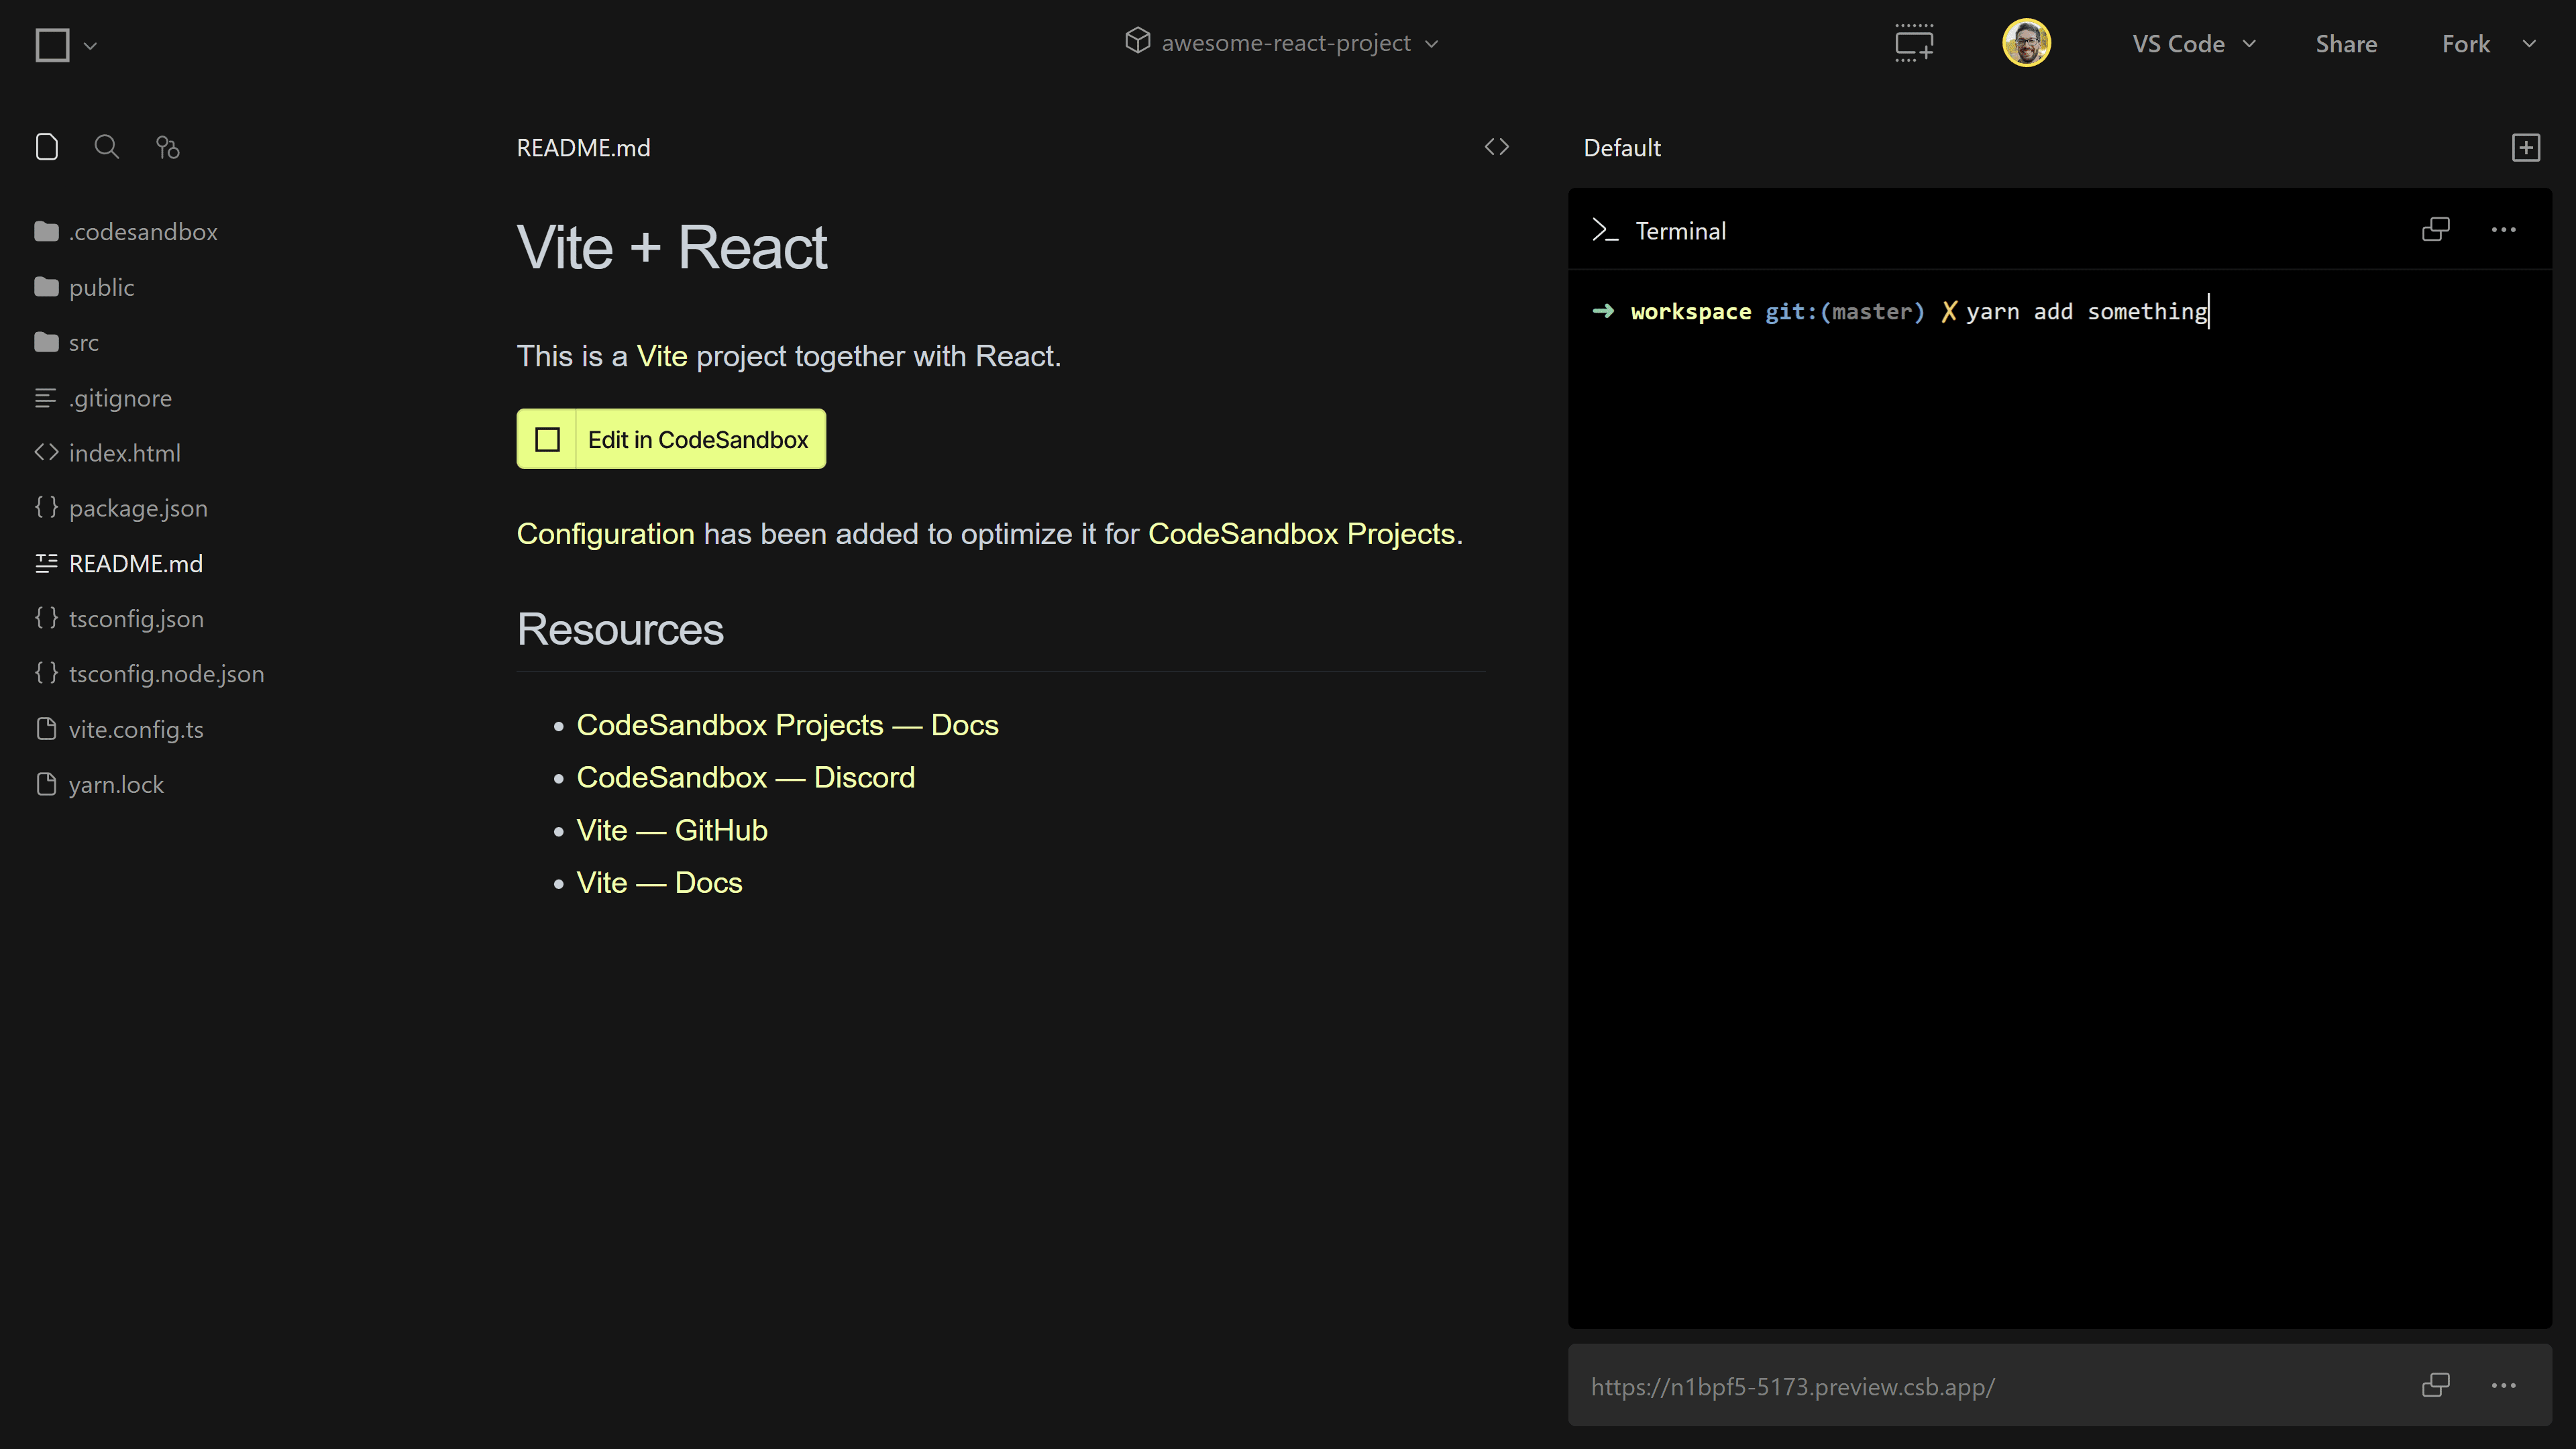 awesome-react-project
VS Code
Share
Fork
.codesandbox
public
src
.gitignore
index.html
package.json
README.md
tsconfig.json
tsconfig.node.json
vite.config.ts
yarn.lock
README.md
Vite + React
This is a Vite project together with React.
Edit in CodeSandbox
Configuration has been added to optimize it for CodeSandbox Projects.
Resources
CodeSandbox Projects — Docs
CodeSandbox — Discord
Vite — GitHub
Vite — Docs
Default
Terminal
➜ workspace git:(master) ✗ yarn add something
https://n1bpf5-5173.preview.csb.app/